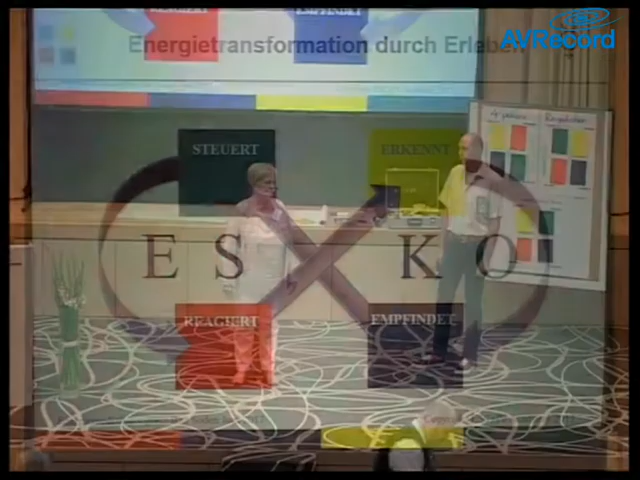 AVRecord
REAGIERT EMPFINDET
Energietransformation durch Erleben
STEUERT ERKENNT
E S K O
REAGIERT EMPFINDET